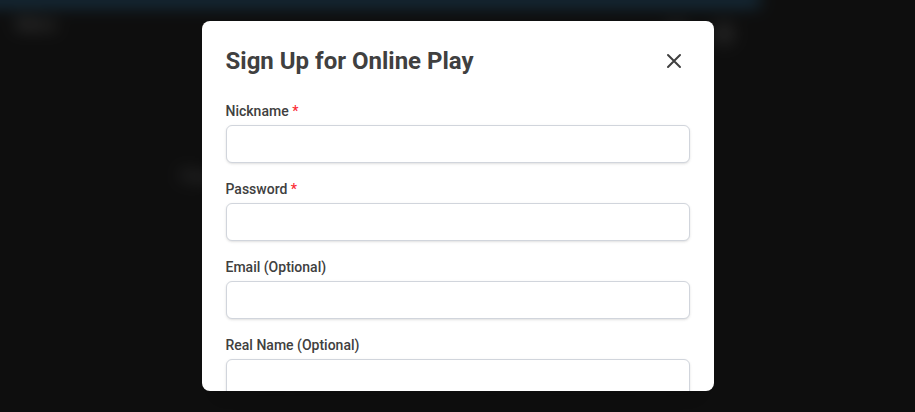 Sign Up for Online Play
Nickname *
Password *
Email (Optional)
Real Name (Optional)